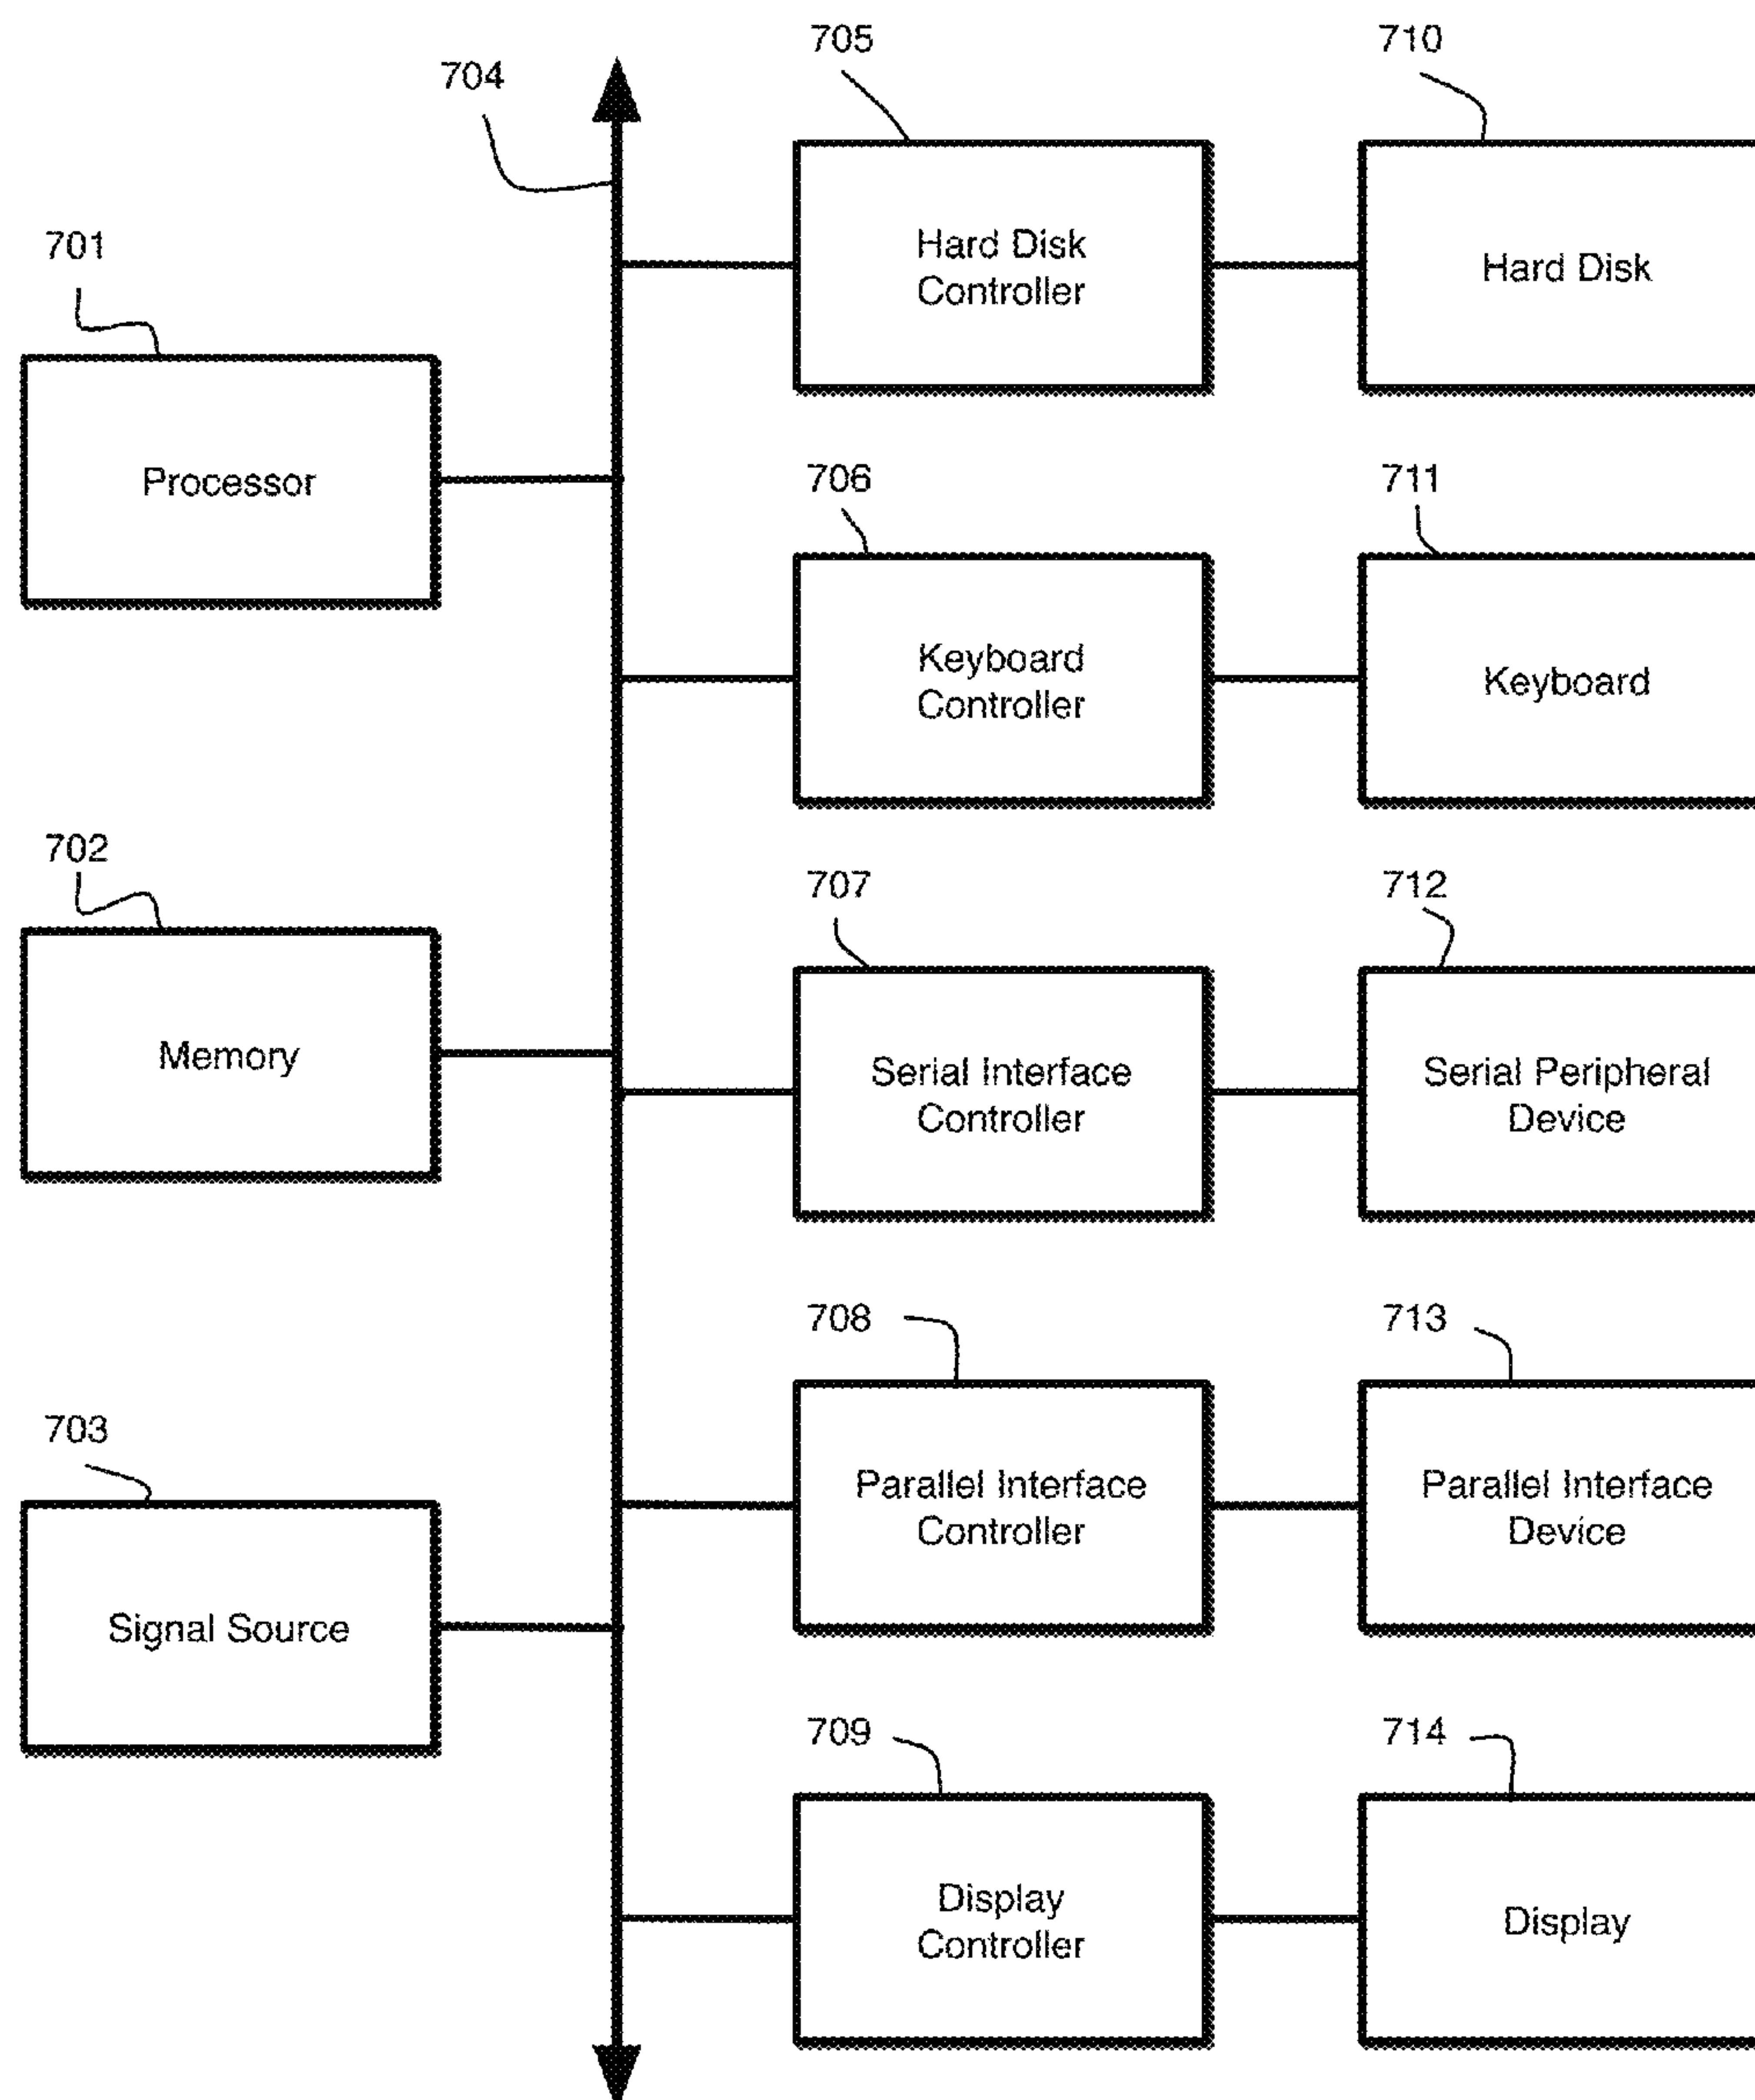 704
705
710
701
Hard Disk
Controller
Hard Disk
Processor
706
711
Keyboard
Controller
Keyboard
702
707
712
Memory
Serial Interface
Controller
Serial Peripheral
Device
708
713
703
Parallel Interface
Controller
Parallel Interface
Device
Signal Source
709
714
Display
Controller
Display